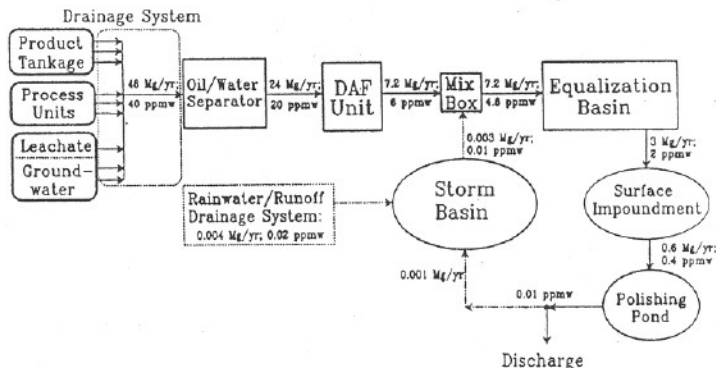 Drainage System
Product
Tankage
Process
Units
Leachate
Ground-
water
48 Mg/yr;
40 ppmw
Oil/Water
Separator
24 Mg/yr;
20 ppmw
DAF
Unit
7.2 Mg/yr;
6 ppmw
Mix
Box
7.2 Mg/yr;
4.8 ppmw
Equalization
Basin
3 Mg/yr;
2 ppmw
Surface
Impoundment
0.6 Mg/yr;
0.4 ppmw
Polishing
Pond
0.01 ppmw
Discharge
0.001 Mg/yr
Storm
Basin
0.003 Mg/yr;
0.01 ppmw
Rainwater/Runoff
Drainage System:
0.004 Mg/yr; 0.02 ppmw